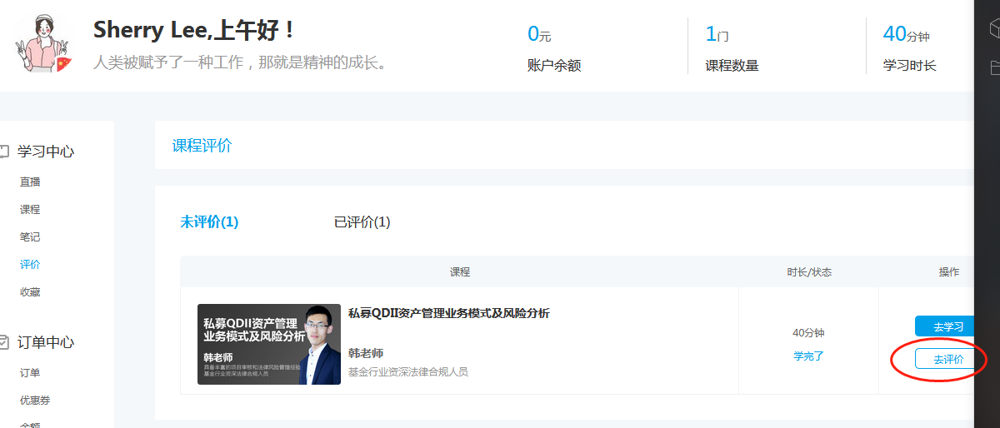 Sherry Lee,上午好！
人类被赋予了一种工作，那就是精神的成长。
0元
账户余额
1门
课程数量
40分钟
学习时长
学习中心
直播
课程
笔记
评价
收藏
订单中心
订单
优惠券
余额
课程评价
未评价(1)
已评价(1)
课程
时长/状态
操作
私募QDII资产管理
业务模式及风险分析
韩老师
具备丰富的项目审核和法律风险管理经验
基金行业资深法律合规人员
私募QDII资产管理业务模式及风险分析
韩老师
基金行业资深法律合规人员
40分钟
学完了
去学习
去评价